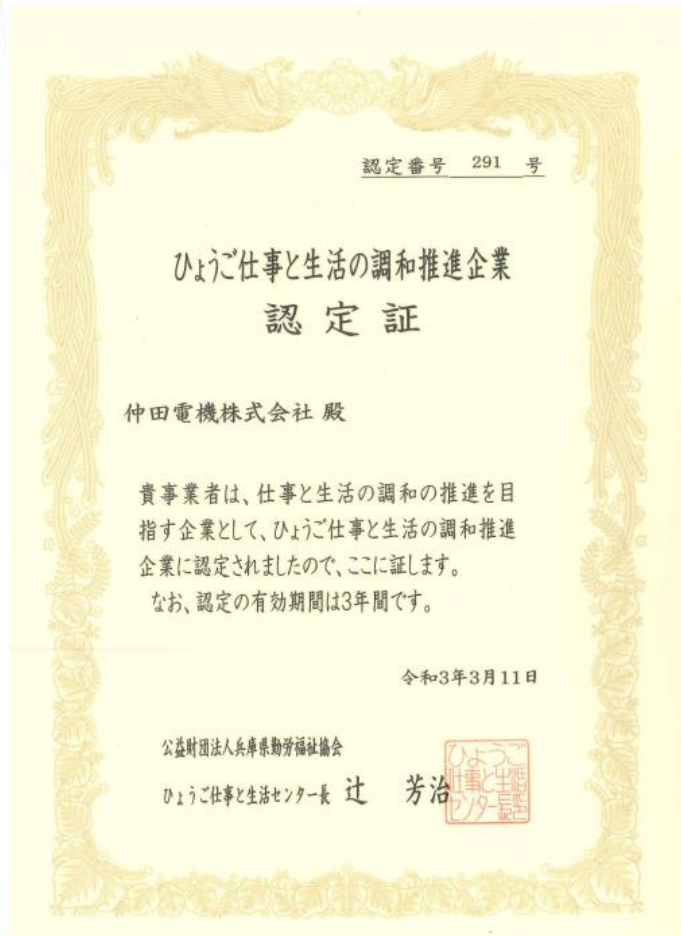 認定番号 291 号
ひょうご仕事と生活の調和推進企業
認定証
仲田電機株式会社 殿
貴事業者は、仕事と生活の調和の推進を目
指す企業として、ひょうご仕事と生活の調和推進
企業に認定されましたので、ここに証します。
なお、認定の有効期間は3年間です。
令和3年3月11日
公益財団法人兵庫県勤労福祉協会
ひょうご仕事と生活センター長 辻 芳治
ひょうご
仕事と生活
センター長之印